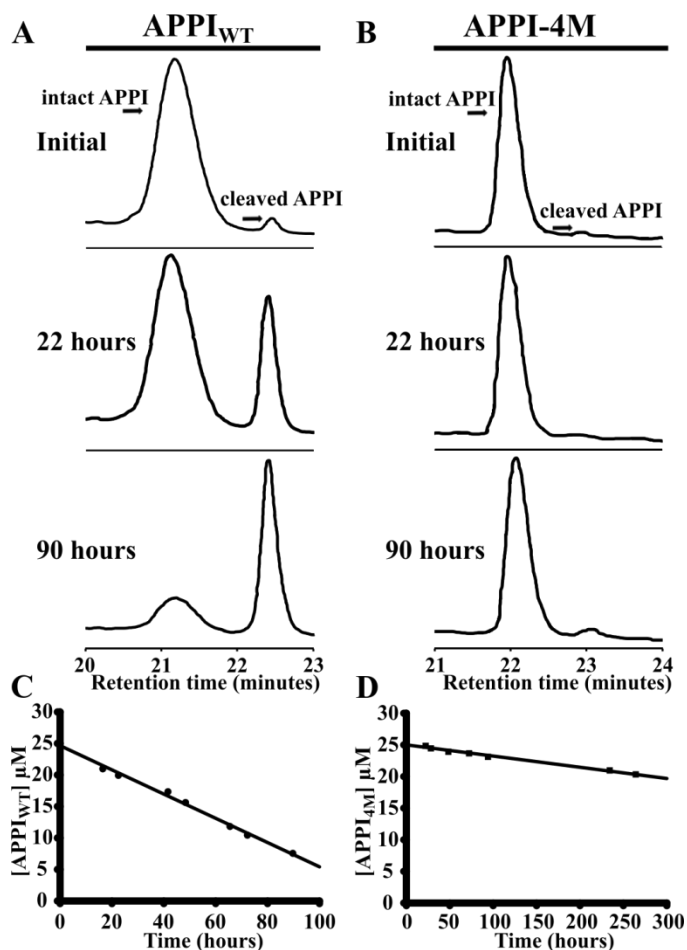 A APPIWT
B APPI-4M
intact APPI
Initial
cleaved APPI
intact APPI
Initial
cleaved APPI
22 hours
22 hours
90 hours
90 hours
20 21 22 23
Retention time (minutes)
21 22 23 24
Retention time (minutes)
C
[APPIWT] µM
30
25
20
15
10
5
0
0 20 40 60 80 100
Time (hours)
D
[APPI4M] µM
30
25
20
15
10
5
0
0 50 100 150 200 250 300
Time (hours)